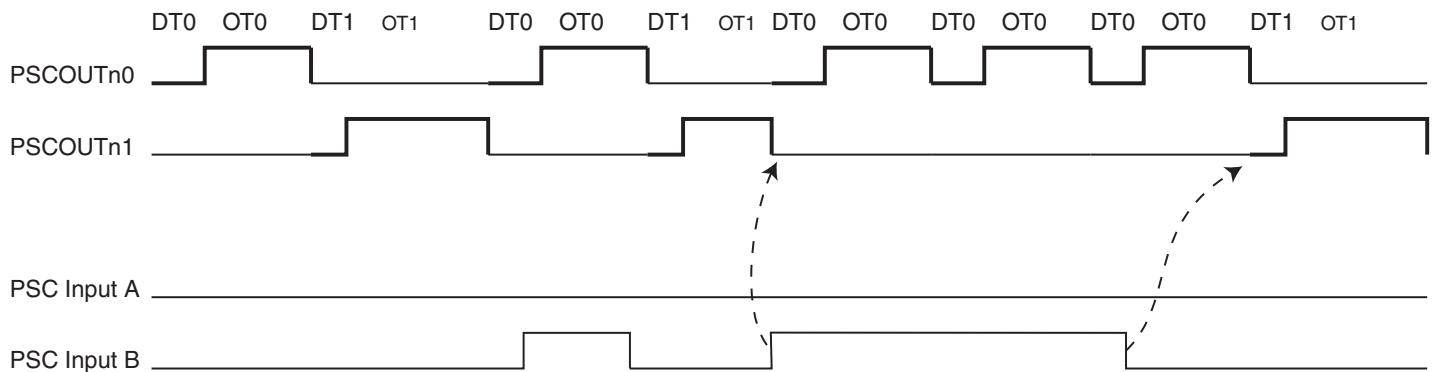 DT0 OT0 DT1 OT1 DT0 OT0 DT1 OT1 DT0 OT0 DT0 OT0 DT0 OT0 DT1 OT1
PSCOUTn0
PSCOUTn1
PSC Input A
PSC Input B